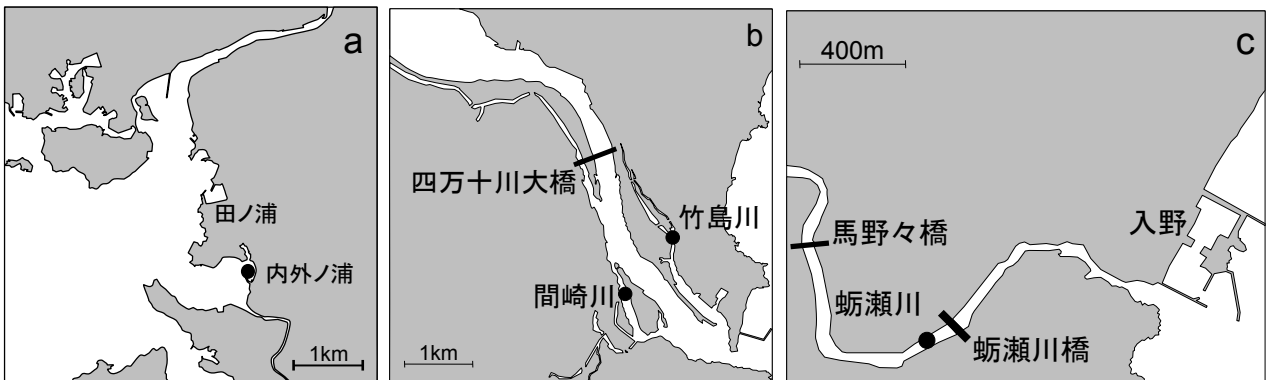 a
田ノ浦
内外ノ浦
1km
b
四万十川大橋
竹島川
間崎川
1km
c
400m
入野
馬野々橋
蛎瀬川
蛎瀬川橋